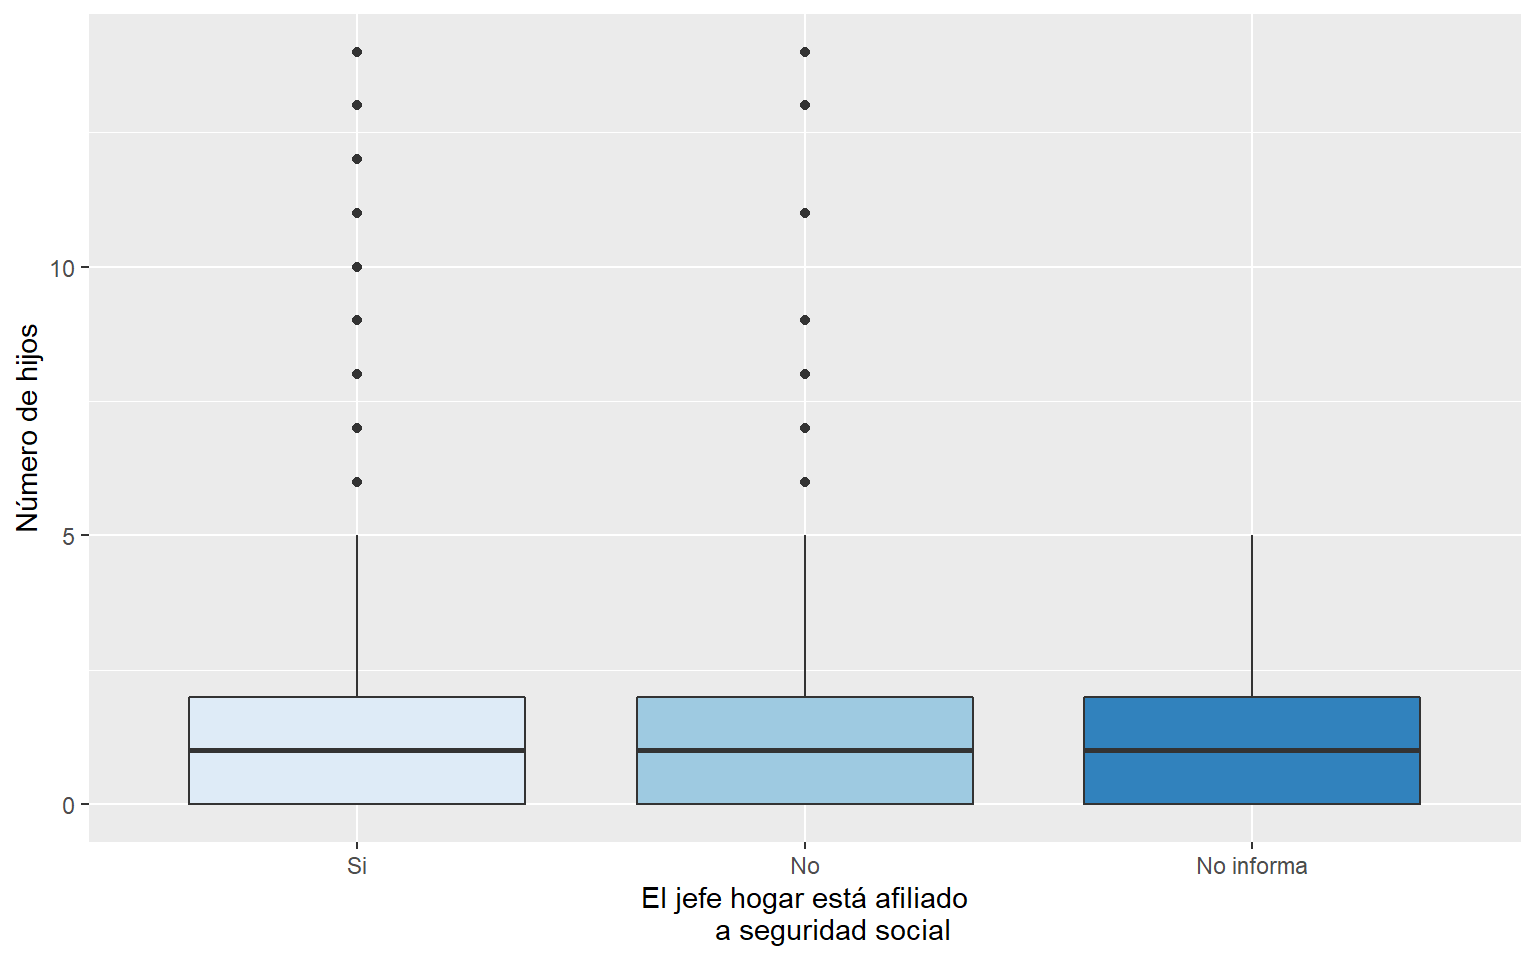 Número de hijos
10
5
0
Si
No
No informa
El jefe hogar está afiliado
a seguridad social